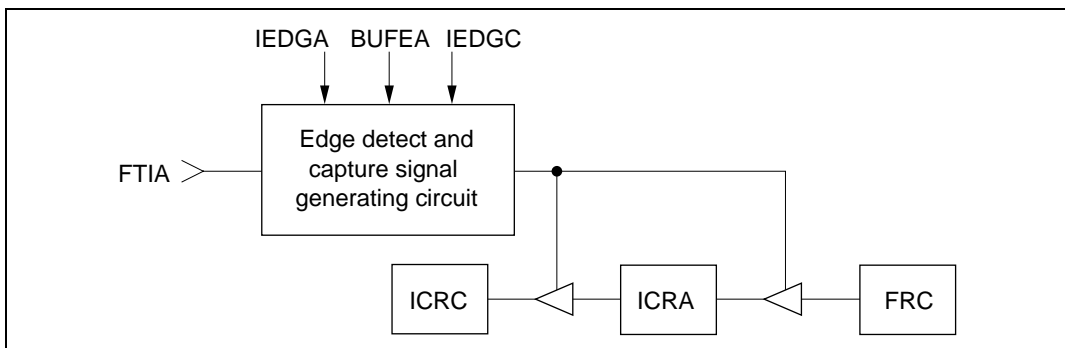 IEDGA BUFEA IEDGC
FTIA
Edge detect and
capture signal
generating circuit
ICRC ICRA FRC